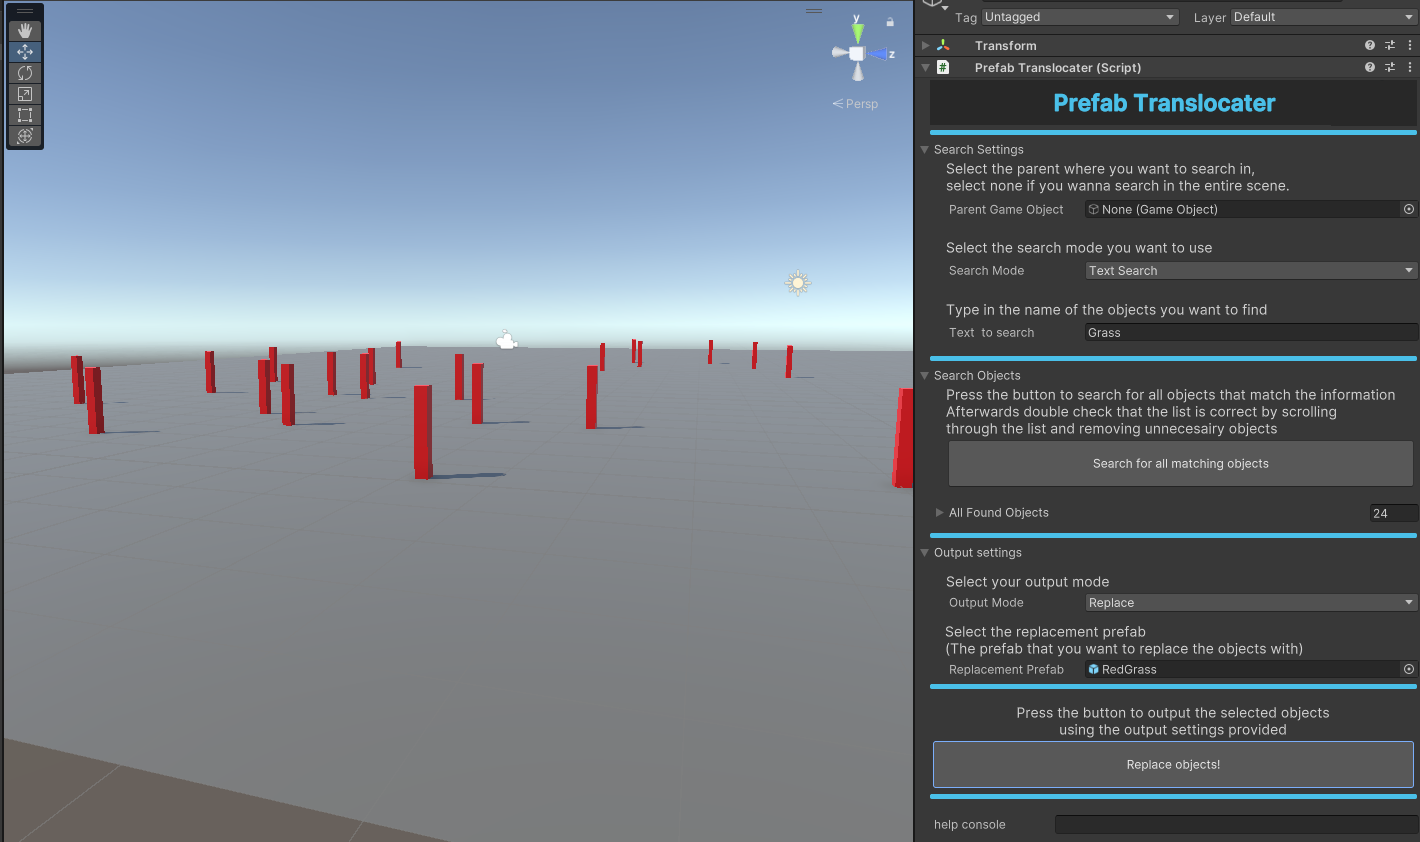 y
z
Persp
Tag Untagged Layer Default
Transform
# Prefab Translocater (Script)
Prefab Translocater
Search Settings
Select the parent where you want to search in,
select none if you wanna search in the entire scene.
Parent Game Object None (Game Object)
Select the search mode you want to use
Search Mode Text Search
Type in the name of the objects you want to find
Text to search Grass
Search Objects
Press the button to search for all objects that match the information
Afterwards double check that the list is correct by scrolling
through the list and removing unnecesairy objects
Search for all matching objects
All Found Objects 24
Output settings
Select your output mode
Output Mode Replace
Select the replacement prefab
(The prefab that you want to replace the objects with)
Replacement Prefab RedGrass
Press the button to output the selected objects
using the output settings provided
Replace objects!
help console